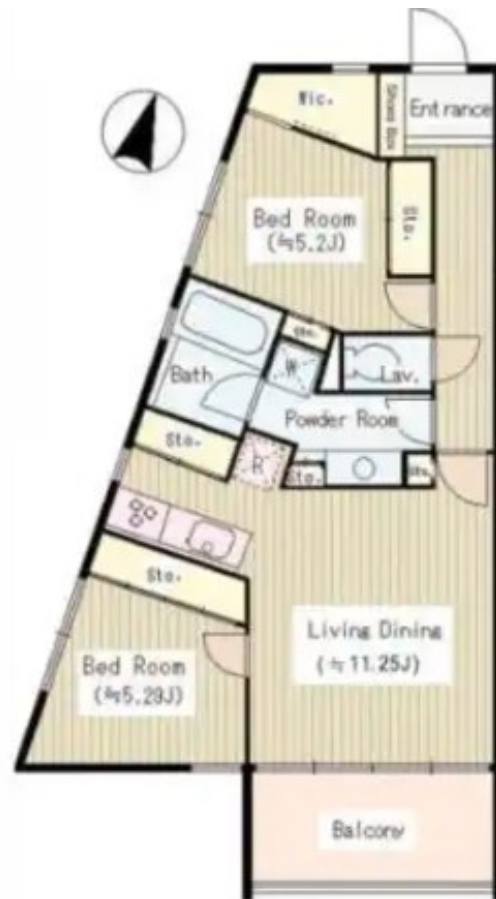 Wic.
Shoes Box
Entrance
Bed Room
(≒5.2J)
Sto.
Sto.
W
Bath
Lav.
Powder Room
Sto.
R
Sto.
Sto.
Sto.
Living Dining
(≒11.25J)
Bed Room
(≒5.29J)
Balcony